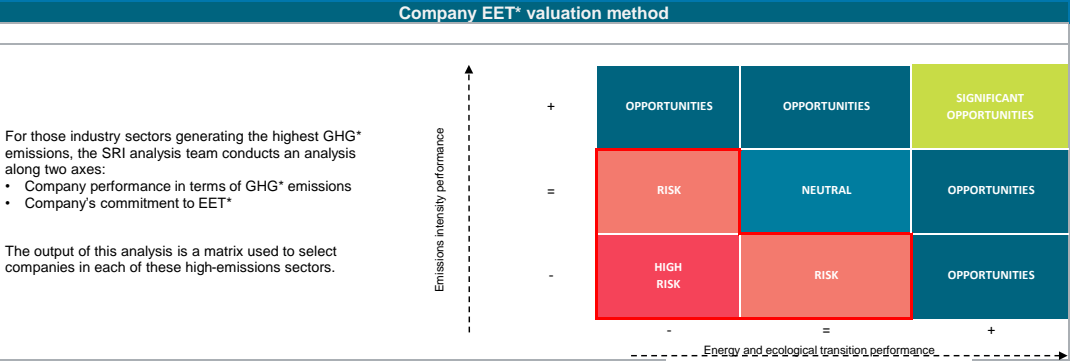 Company EET* valuation method
For those industry sectors generating the highest GHG*
emissions, the SRI analysis team conducts an analysis
along two axes:
• Company performance in terms of GHG* emissions
• Company's commitment to EET*
The output of this analysis is a matrix used to select
companies in each of these high-emissions sectors.
Emissions intensity performance
+
OPPORTUNITIES
OPPORTUNITIES
SIGNIFICANT
OPPORTUNITIES
=
RISK
NEUTRAL
OPPORTUNITIES
-
HIGH
RISK
RISK
OPPORTUNITIES
-
=
+
Energy and ecological transition performance